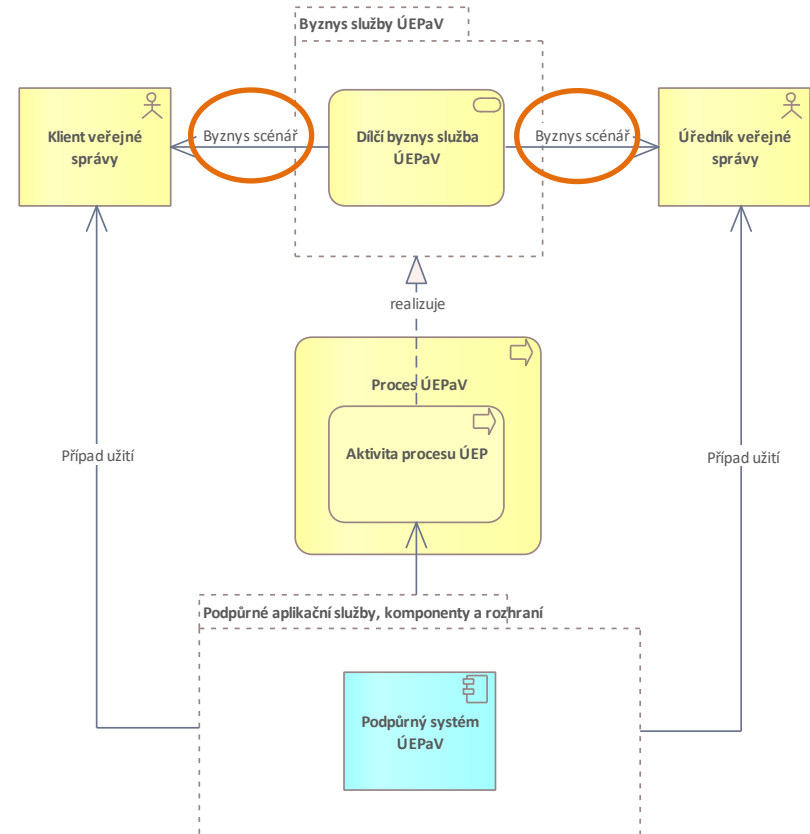 Byznys služby ÚEPaV
Klient veřejné
správy
Byznys scénář
Dílčí byznys služba
ÚEPaV
Byznys scénář
Úředník veřejné
správy
realizuje
Proces ÚEPaV
Aktivita procesu ÚEP
Případ užití
Případ užití
Podpůrné aplikační služby, komponenty a rozhraní
Podpůrný systém
ÚEPaV